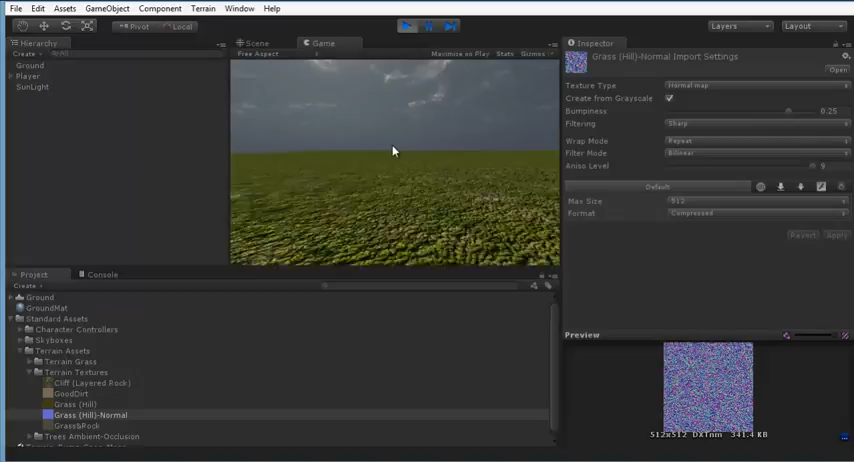 File Edit Assets GameObject Component Terrain Window Help
Pivot Local Layers Layout
Hierarchy Scene Game Inspector
Create All Free Aspect Maximize on Play Stats Gizmos
Ground
Player
SunLight
Grass (Hill)-Normal Import Settings
Open
Texture Type Normal map
Create from Grayscale
Bumpiness 0.25
Filtering Sharp
Wrap Mode Repeat
Filter Mode Bilinear
Aniso Level 9
Default
Max Size 512
Format Compressed
Revert Apply
Project Console
Create
Ground
GroundMat
Standard Assets
Character Controllers
Skyboxes
Terrain Assets
Terrain Grass
Terrain Textures
Cliff (Layered Rock)
GoodDirt
Grass (Hill)
Grass (Hill)-Normal
Grass&Rock
Trees Ambient-Occlusion
Preview
512x512 DXTnm 341.4 KB